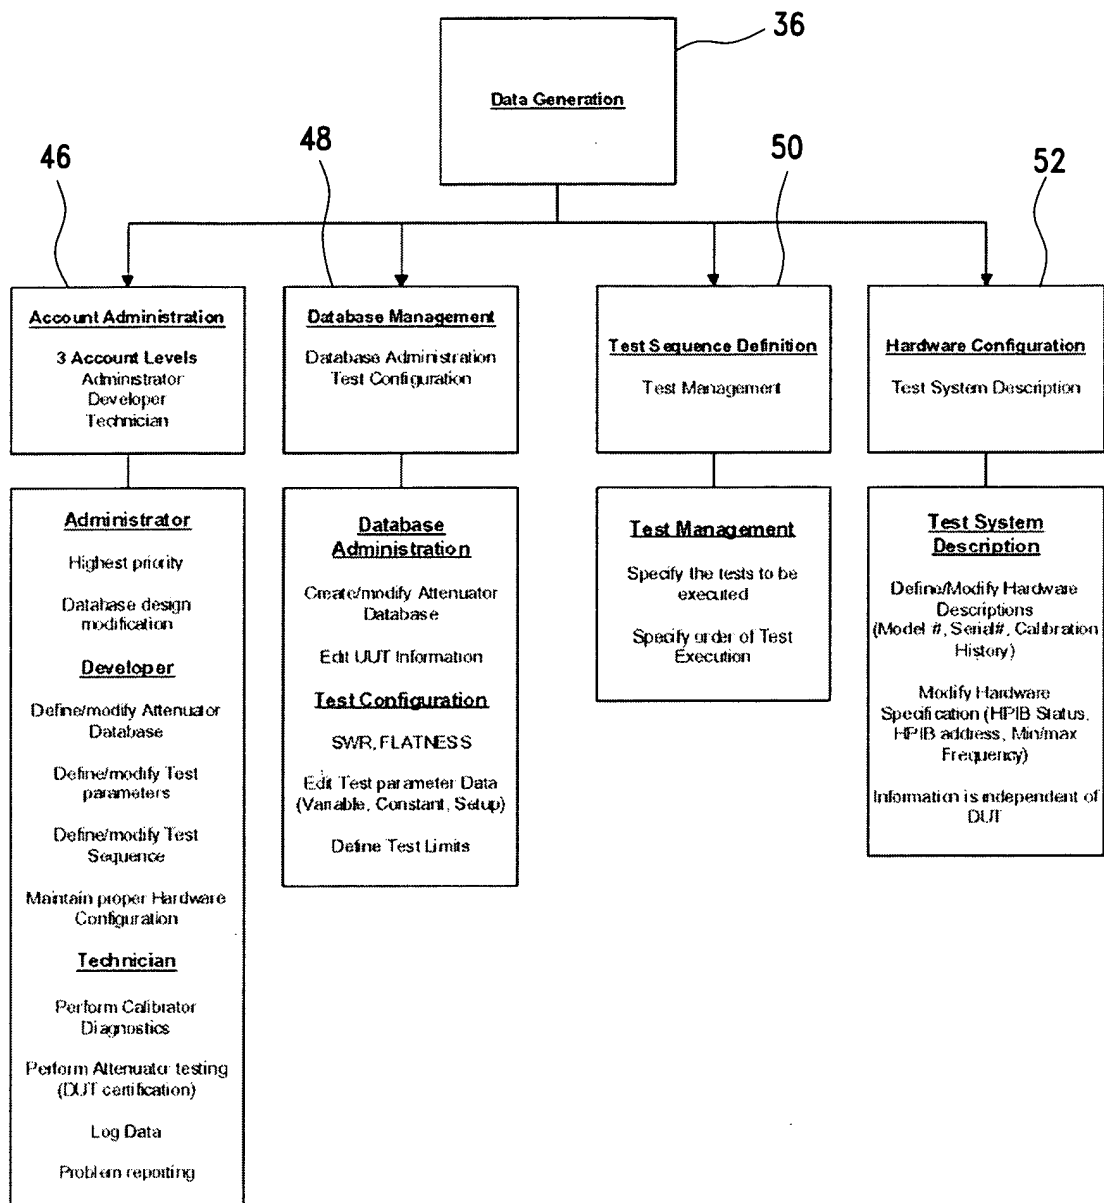 36
Data Generation
46
48
50
52
Account Administration
3 Account Levels
Administrator
Developer
Technician
Database Management
Database Administration
Test Configuration
Test Sequence Definition
Test Management
Hardware Configuration
Test System Description
Administrator
Highest priority
Database design
modification
Developer
Define/modify Attenuator
Database
Define/modify Test
parameters
Define/modify Test
Sequence
Maintain proper Hardware
Configuration
Technician
Perform Calibrator
Diagnostics
Perform Attenuator testing
(DUT certification)
Log Data
Problem reporting
Database
Administration
Create/modify Attenuator
Database
Edit UUT Information
Test Configuration
SWR, FLATNESS
Edit Test parameter Data
(Variable, Constant, Setup)
Define Test Limits
Test Management
Specify the tests to be
executed
Specify order of Test
Execution
Test System
Description
Define/Modify Hardware
Descriptions
(Model #, Serial#, Calibration
History)
Modify Hardware
Specification (HPIB Status,
HPIB address, Min/max
Frequency)
Information is independent of
DUT